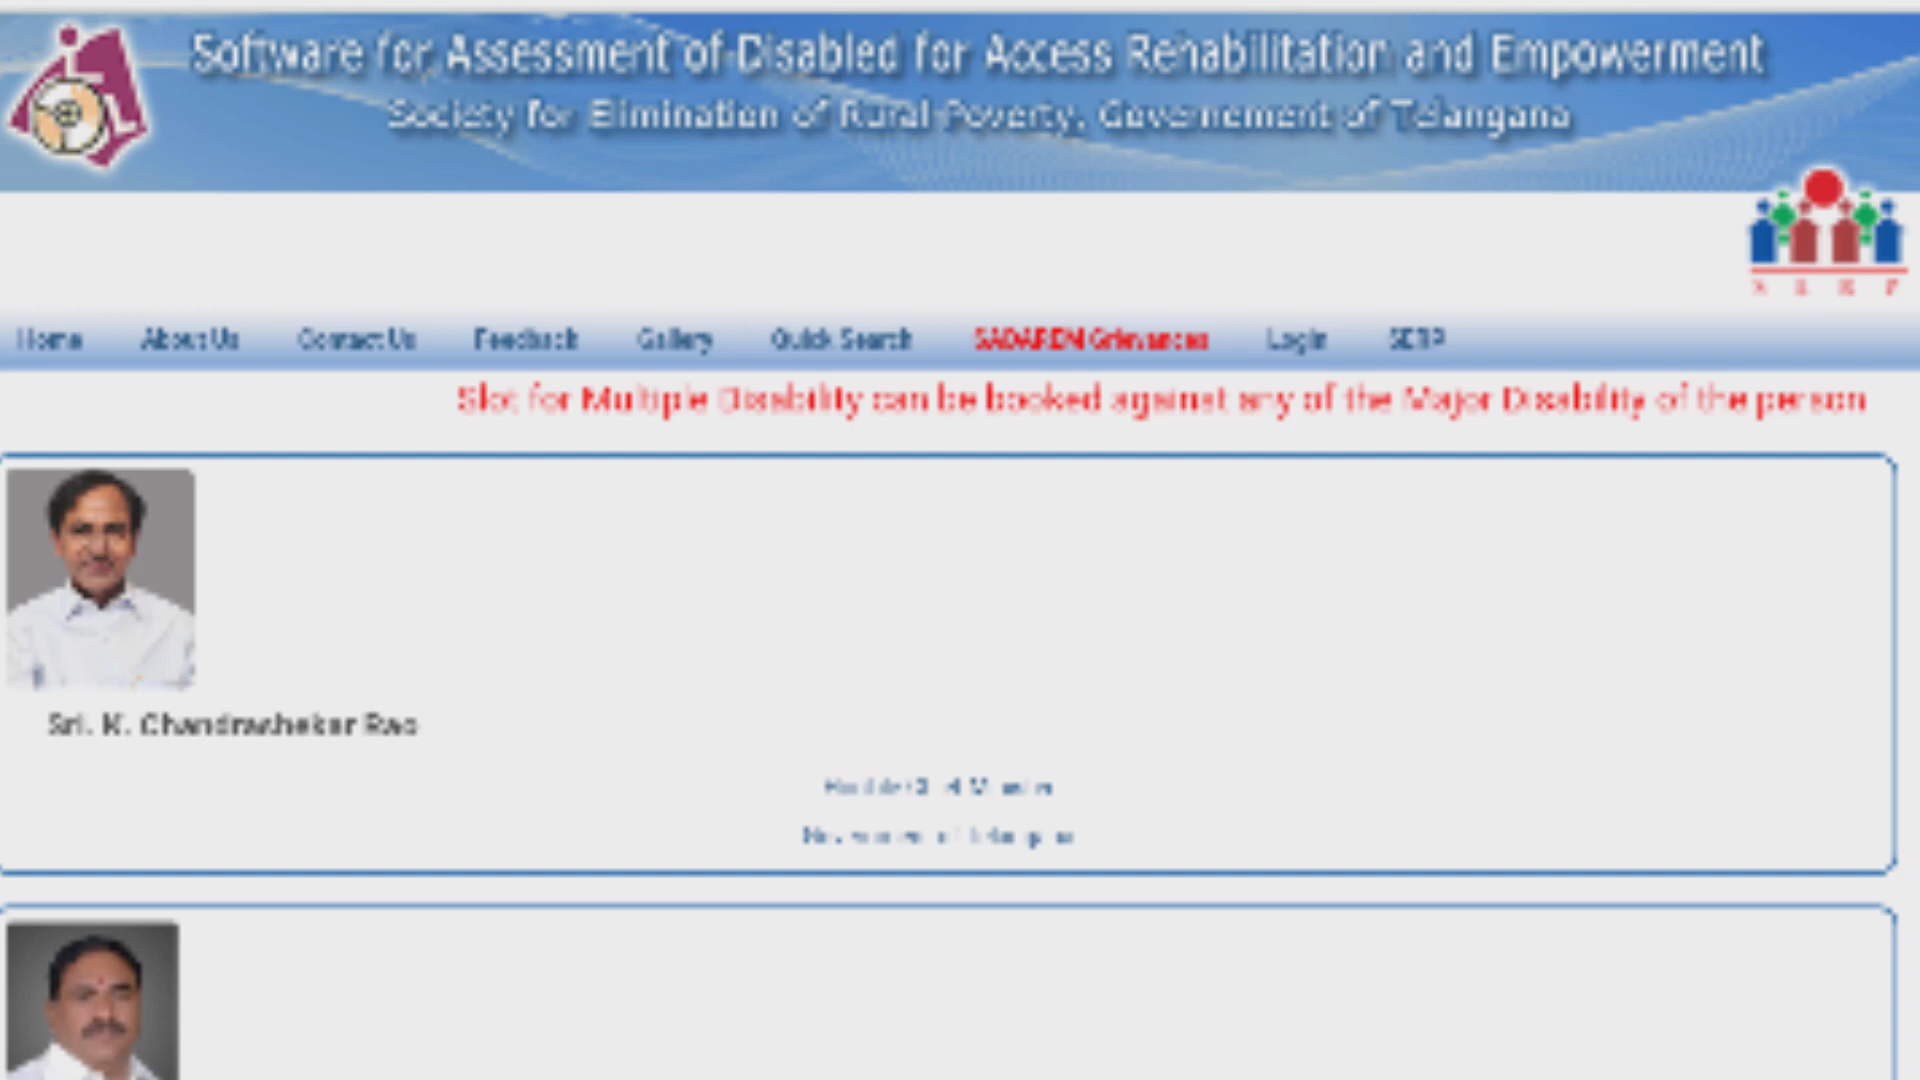 Software for Assessment of Disabled for Access Rehabilitation and Empowerment
Society for Elimination of Rural Poverty, Governement of Telangana
S E R P
Home About Us Contact Us Feedback Gallery Quick Search SADAREM Grievances Login SERP
Slot for Multiple Disability can be booked against any of the Major Disability of the person
Sri. K. Chandrashekar Rao